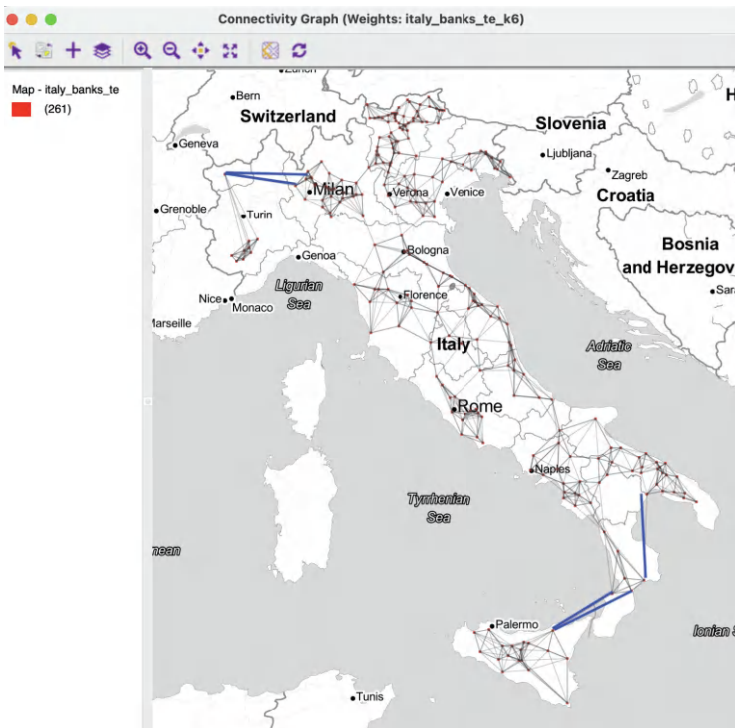 Connectivity Graph (Weights: italy_banks_te_k6)
Map - italy_banks_te
(261)
Bern
Switzerland
Slovenia
Geneva
Ljubljana
Zagreb
Milan
Croatia
Verona
Venice
Grenoble
Turin
Bosnia
and Herzegov
Genoa
Bologna
Ligurian
Sea
Nice
Monaco
Florence
Marseille
Italy
Adriatic
Sea
Rome
Naples
Tyrrhenian
Sea
nean
Palermo
Ionian S
Tunis